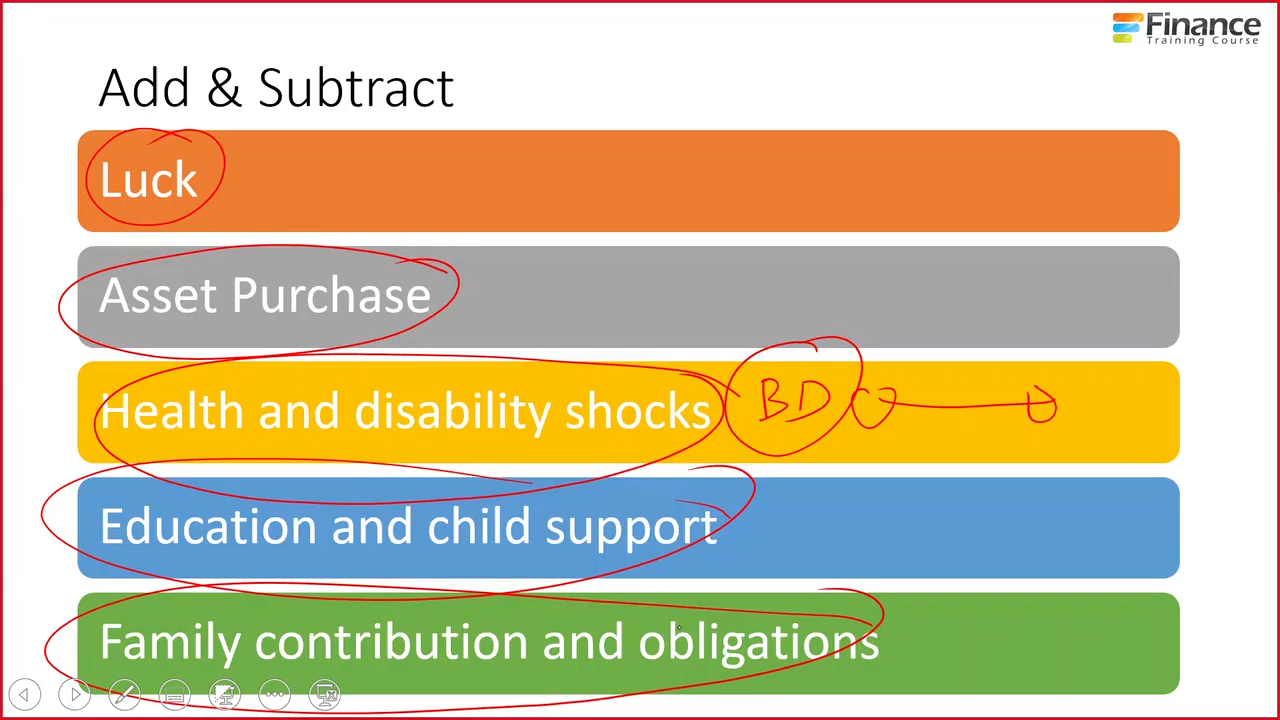 Finance
Training Course
Add & Subtract
Luck
Asset Purchase
Health and disability shocks BD
Education and child support
Family contribution and obligations